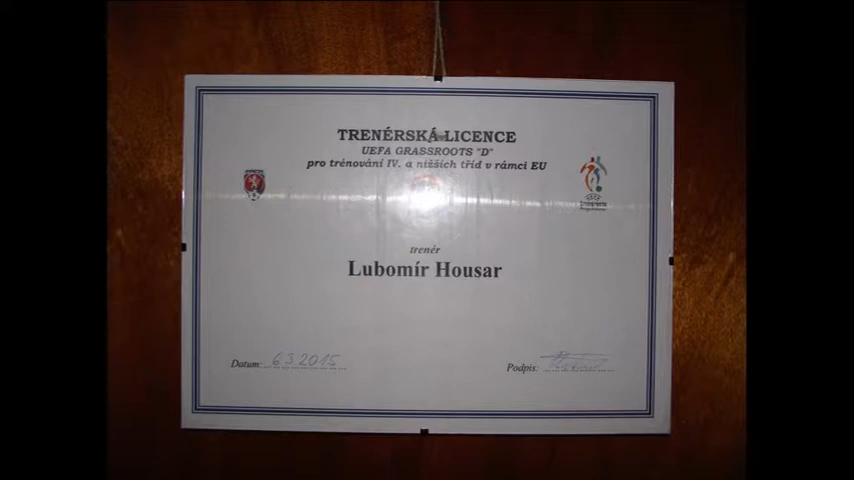 TRENÉRSKÁ LICENCE
UEFA GRASSROOTS "D"
pro trénování IV. a nižších tříd v rámci EU
trenér
Lubomír Housar
Datum: 6.3.2015
Podpis: